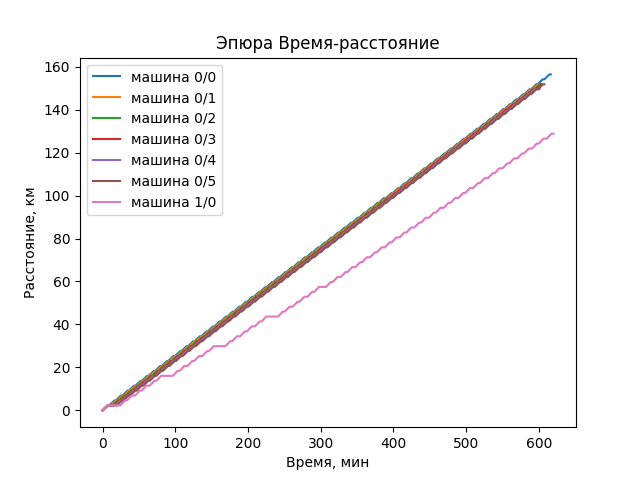 Эпюра Время-расстояние
160
140
120
100
80
60
40
20
0
Расстояние, км
машина 0/0
машина 0/1
машина 0/2
машина 0/3
машина 0/4
машина 0/5
машина 1/0
0 100 200 300 400 500 600
Время, мин